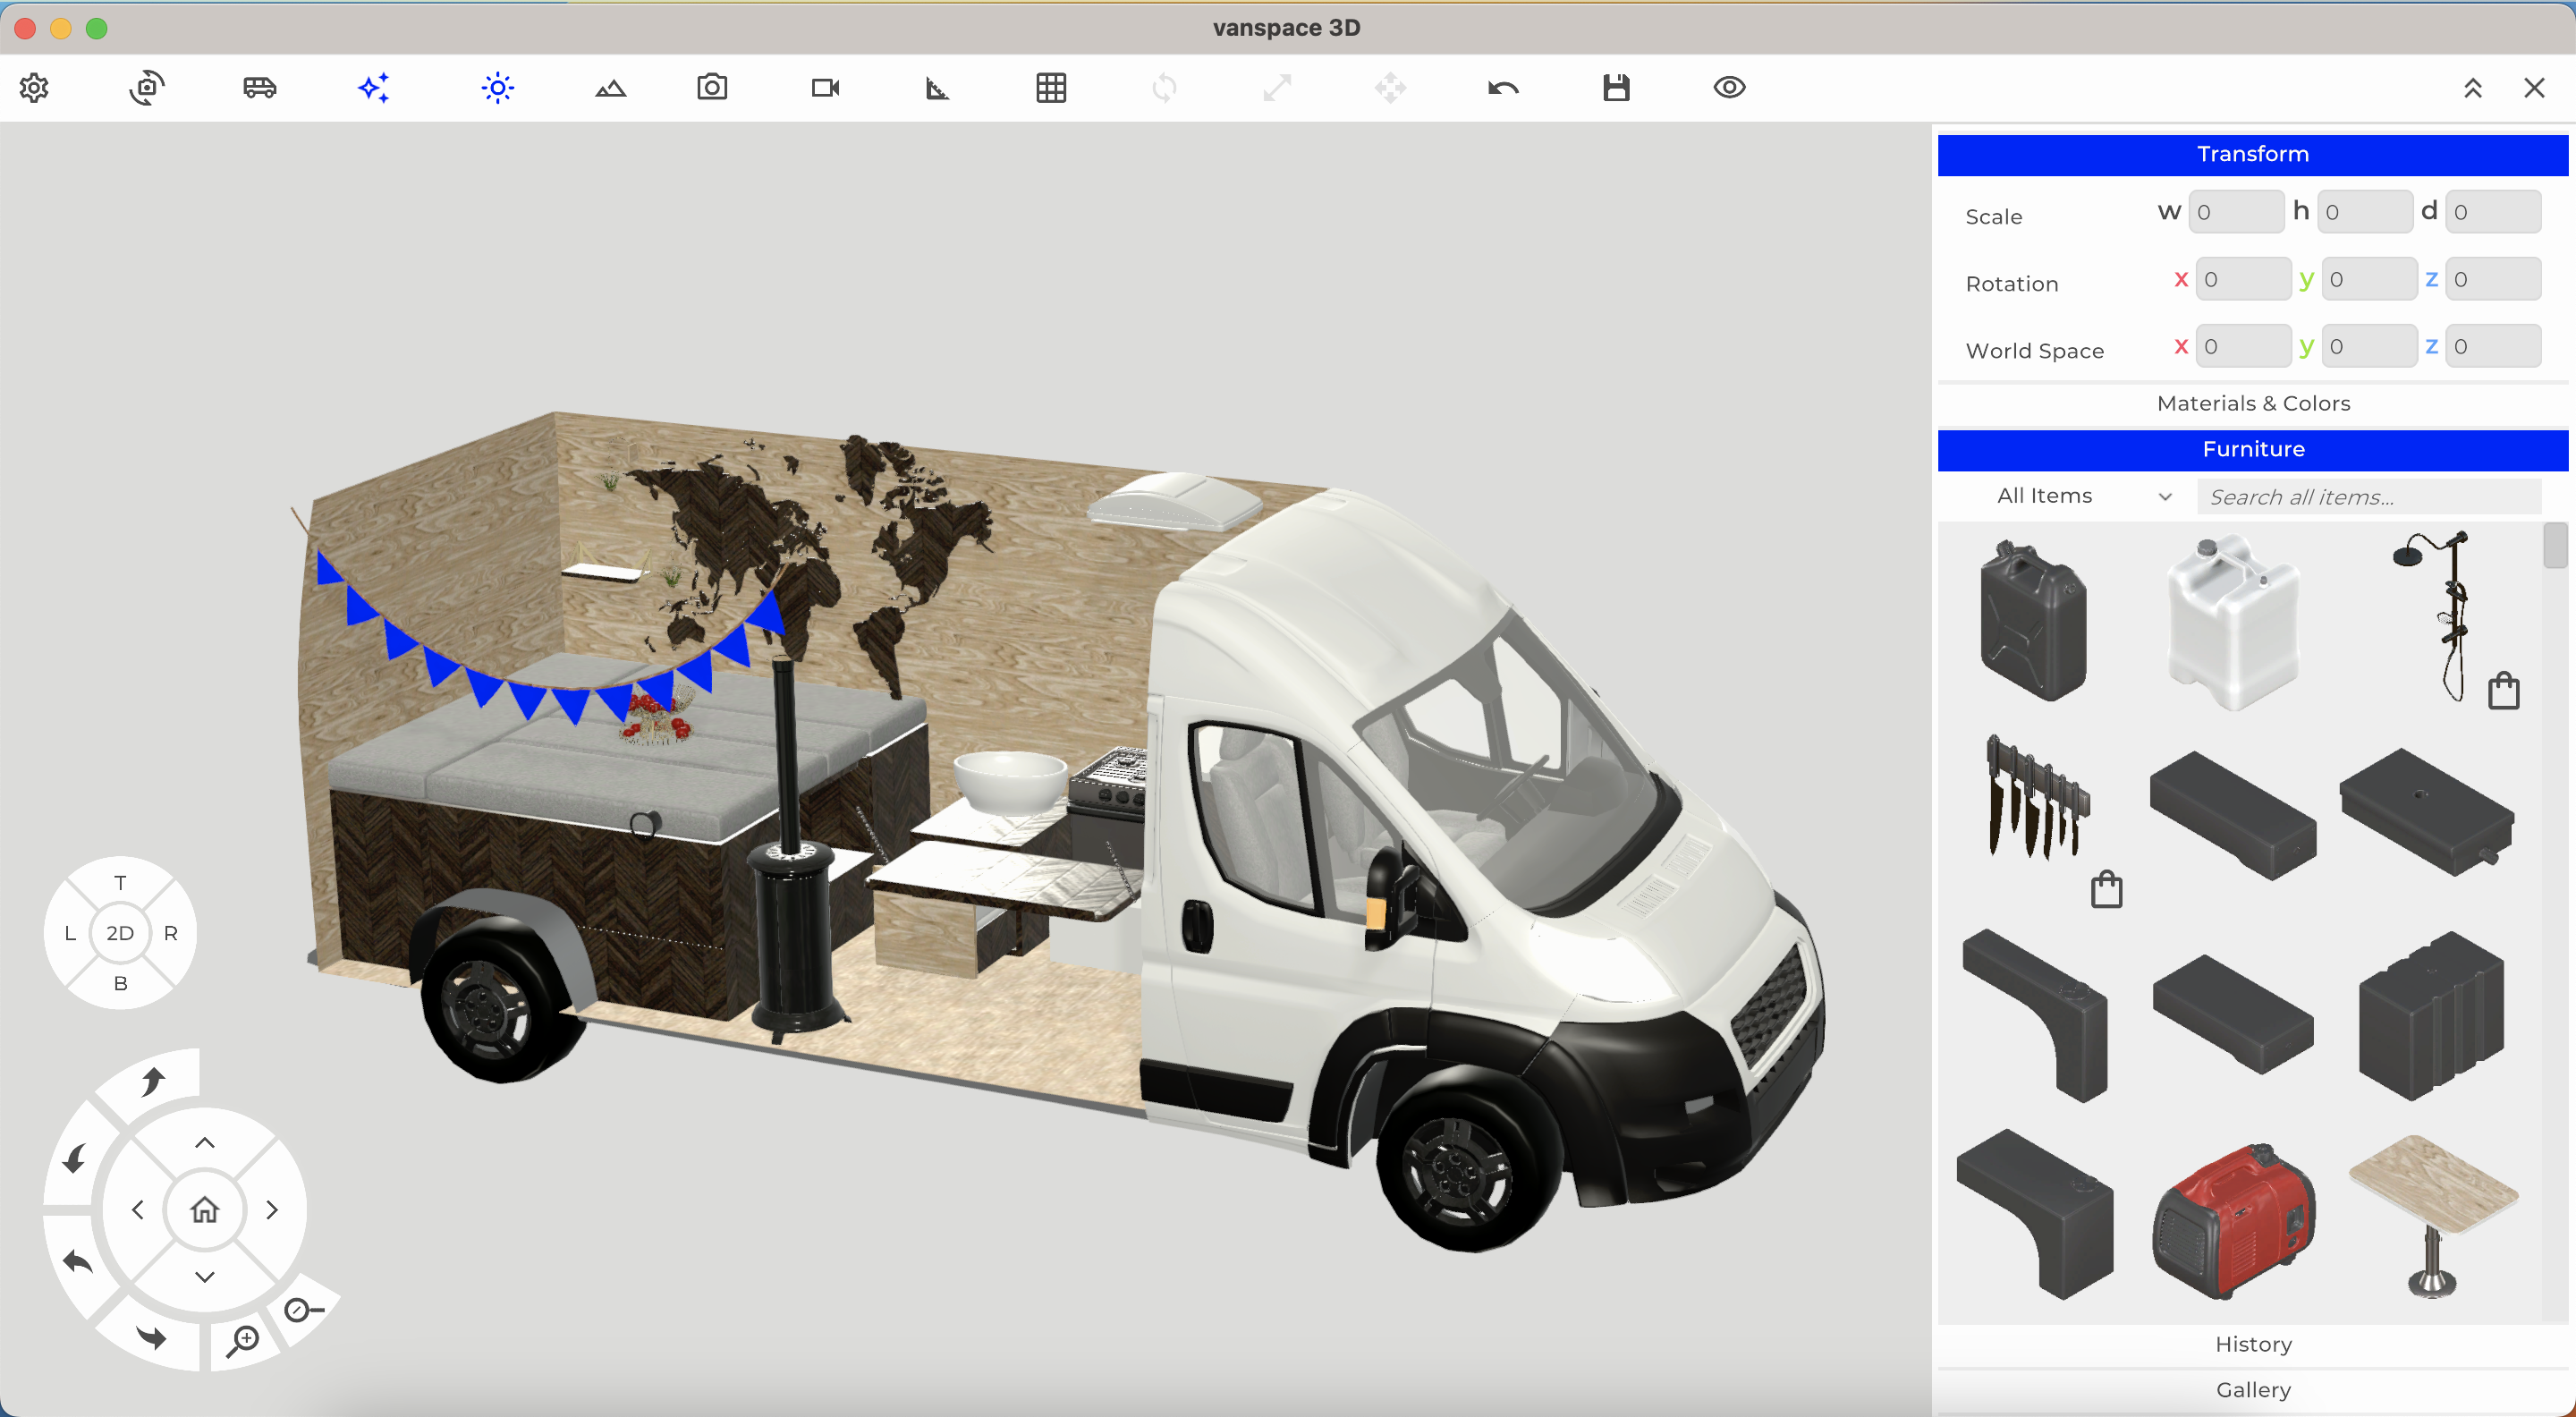 vanspace 3D
Transform
Scale w 0 h 0 d 0
Rotation x 0 y 0 z 0
World Space x 0 y 0 z 0
Materials & Colors
Furniture
All Items Search all items...
T
L 2D R
B
History
Gallery